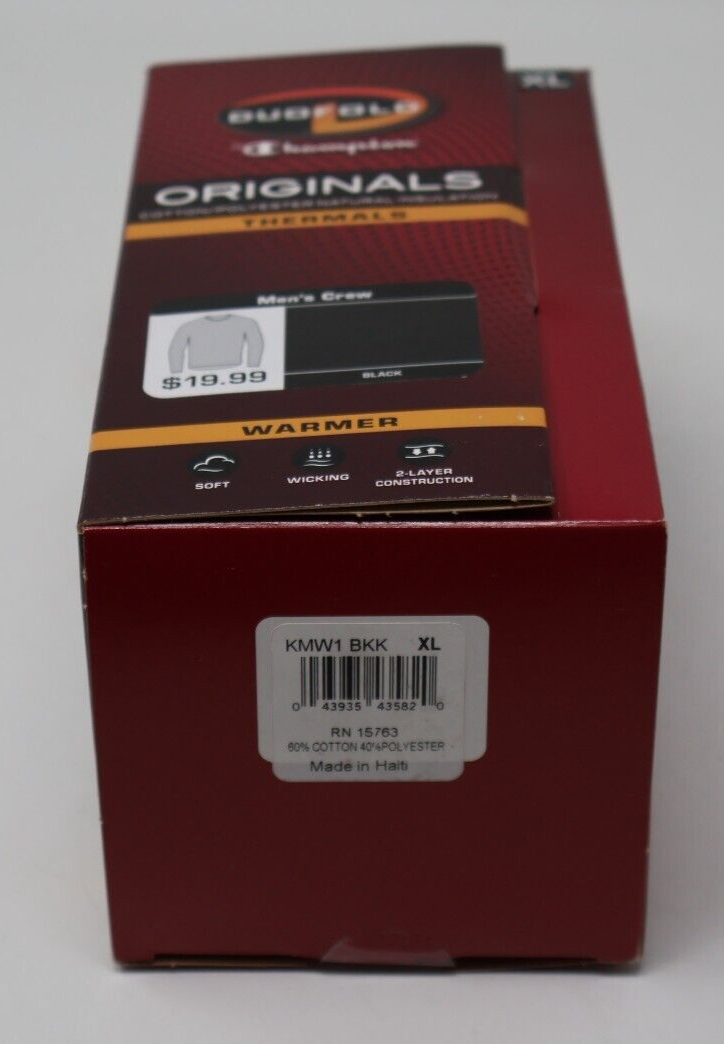 XL
DUOFOLD
Champion
ORIGINALS
COTTON/POLYESTER NATURAL INSULATION
THERMALS
Men's Crew
$19.99
BLACK
WARMER
SOFT
WICKING
2-LAYER
CONSTRUCTION
KMW1 BKK XL
0 43935 43582 0
RN 15763
60% COTTON 40%POLYESTER
Made in Haiti